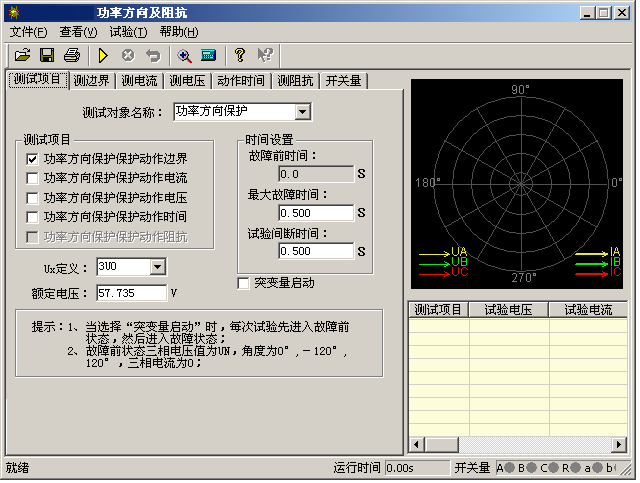 功率方向及阻抗
文件(F) 查看(V) 试验(T) 帮助(H)
测试项目 测边界 测电流 测电压 动作时间 测阻抗 开关量
测试对象名称： 功率方向保护
测试项目
功率方向保护保护动作边界
功率方向保护保护动作电流
功率方向保护保护动作电压
功率方向保护保护动作时间
功率方向保护保护动作阻抗
Ux定义： 3U0
额定电压： 57.735 V
时间设置
故障前时间：
0.0 S
最大故障时间：
0.500 S
试验间断时间：
0.500 S
突变量启动
提示：1、当选择“突变量启动”时，每次试验先进入故障前
状态，然后进入故障状态；
2、故障前状态三相电压值为UN，角度为0°，－120°，
120°，三相电流为0；
90°
180° 0°
270°
UA IA
UB IB
UC IC
测试项目 试验电压 试验电流
就绪 运行时间 0.00s 开关量 A B C R a b